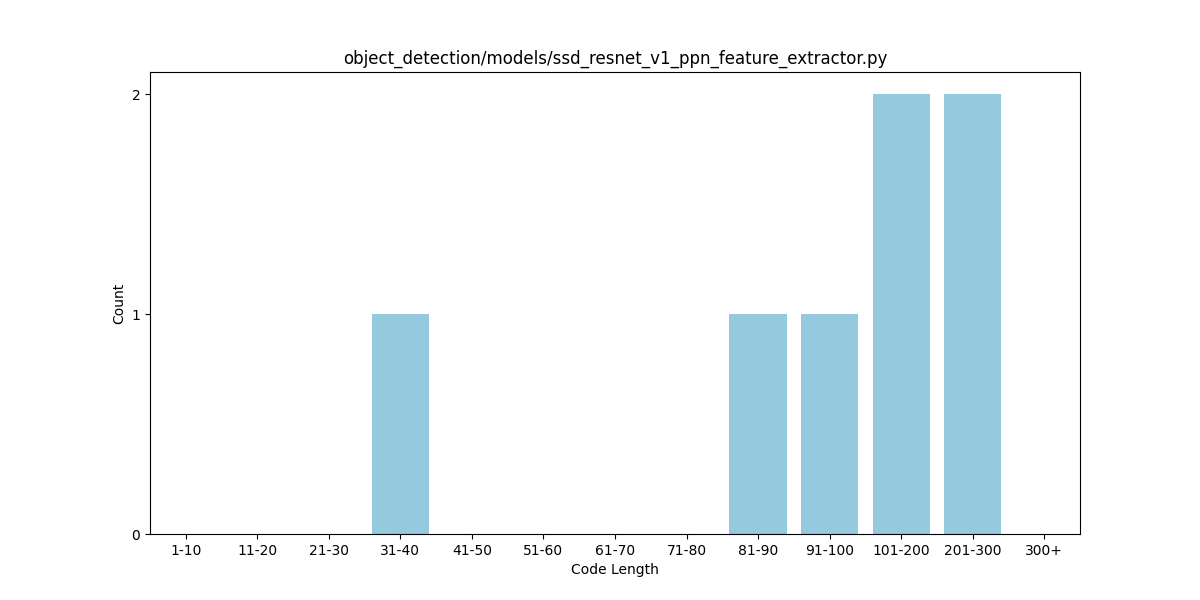 object_detection/models/ssd_resnet_v1_ppn_feature_extractor.py
2
1
0
Count
1-10 11-20 21-30 31-40 41-50 51-60 61-70 71-80 81-90 91-100 101-200 201-300 300+
Code Length